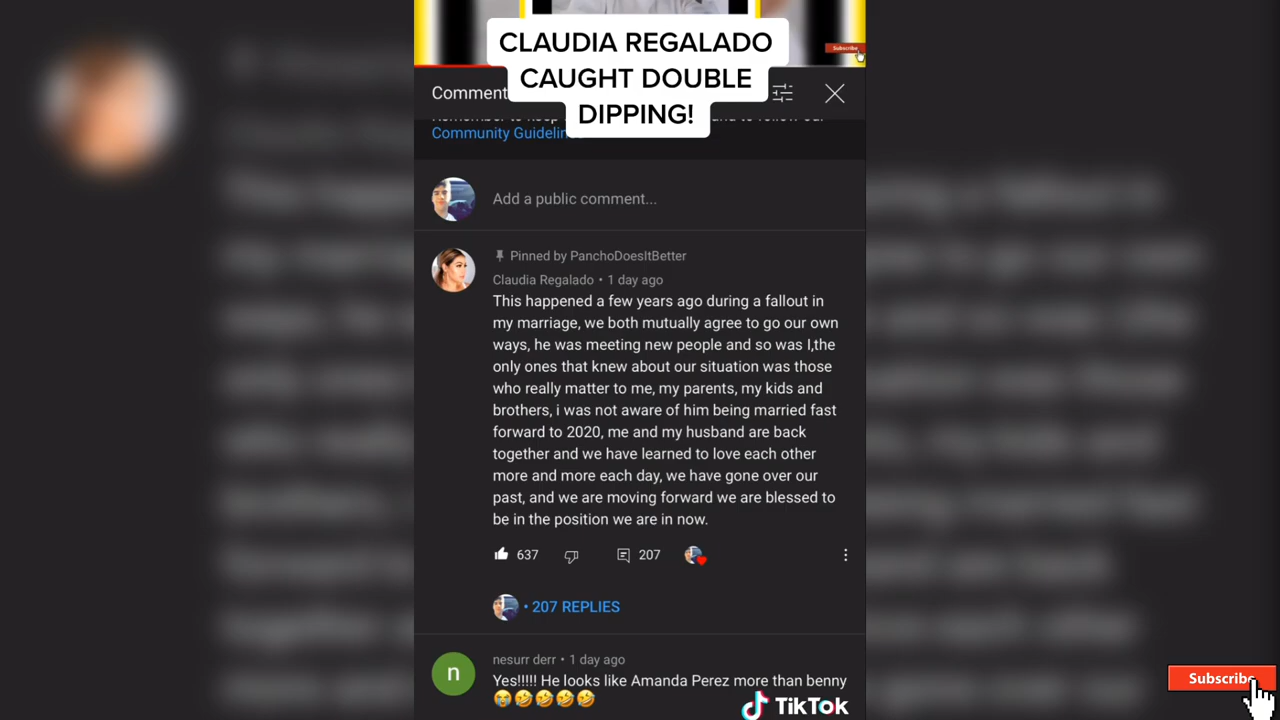 CLAUDIA REGALADO
CAUGHT DOUBLE
DIPPING!
Subscribe
Comment
Community Guidelin
Add a public comment...
Pinned by PanchoDoesItBetter
Claudia Regalado • 1 day ago
This happened a few years ago during a fallout in
my marriage, we both mutually agree to go our own
ways, he was meeting new people and so was I,the
only ones that knew about our situation was those
who really matter to me, my parents, my kids and
brothers, i was not aware of him being married fast
forward to 2020, me and my husband are back
together and we have learned to love each other
more and more each day, we have gone over our
past, and we are moving forward we are blessed to
be in the position we are in now.
637 207
• 207 REPLIES
n
nesurr derr • 1 day ago
Yes!!!!! He looks like Amanda Perez more than benny
😭🤣🤣🤣🤣
TikTok
Subscribe